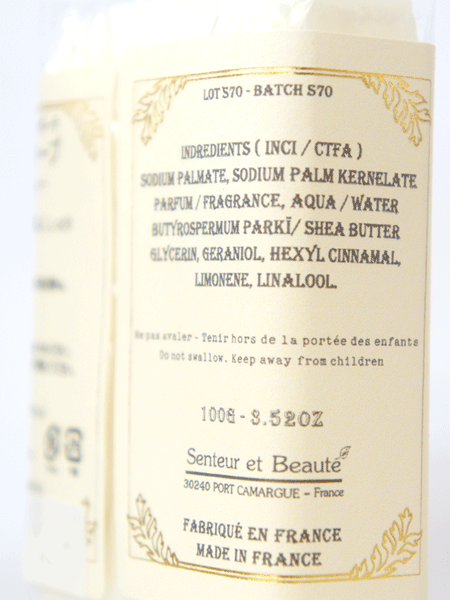 LOT S70 - BATCH S70
INDREDIENTS ( INCI / CTFA )
SODIUM PALMATE, SODIUM PALM KERNELATE
PARFUM / FRAGRANCE, AQUA / WATER
BUTYROSPERMUM PARKÏ/ SHEA BUTTER
GLYCERIN, GERANIOL, HEXYL CINNAMAL,
LIMONENE, LINALOOL.
Ne pas avaler - Tenir hors de la portée des enfants
Do not swallow. Keep away from children
100G - 3.52OZ
Senteur et Beauté
30240 PORT CAMARGUE – France
FABRIQUÉ EN FRANCE
MADE IN FRANCE